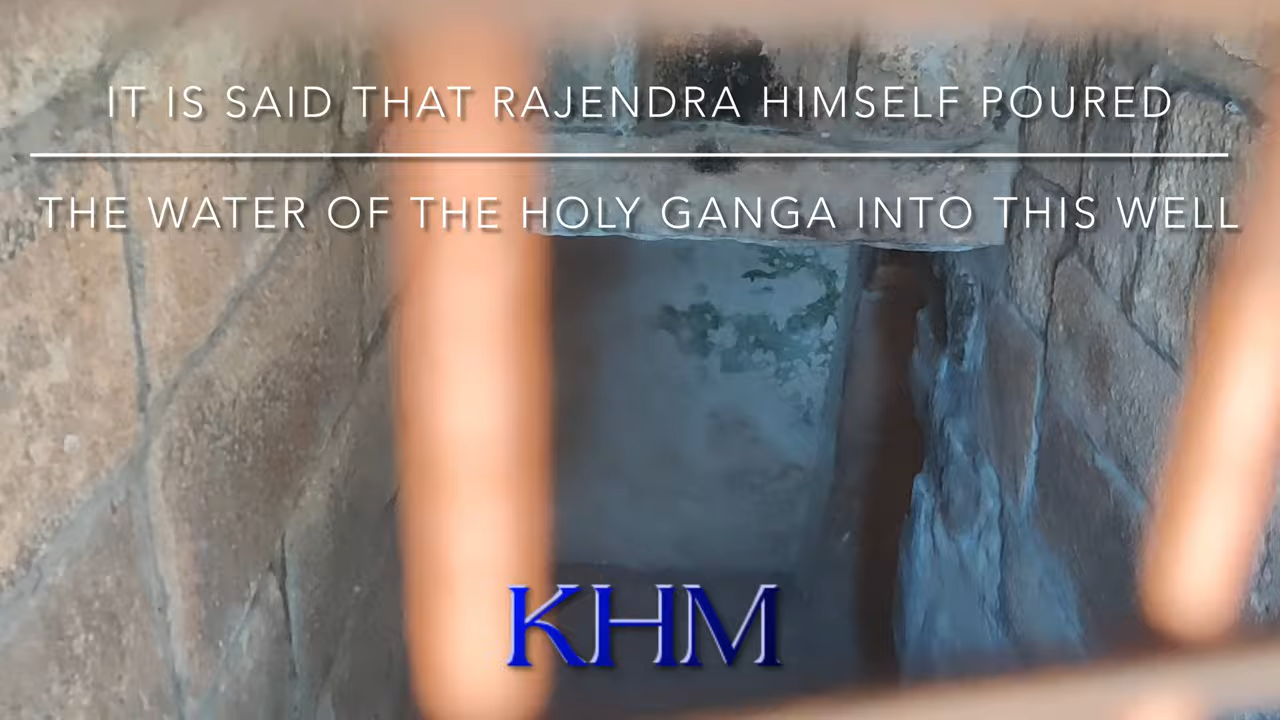 IT IS SAID THAT RAJENDRA HIMSELF POURED
THE WATER OF THE HOLY GANGA INTO THIS WELL
KHM